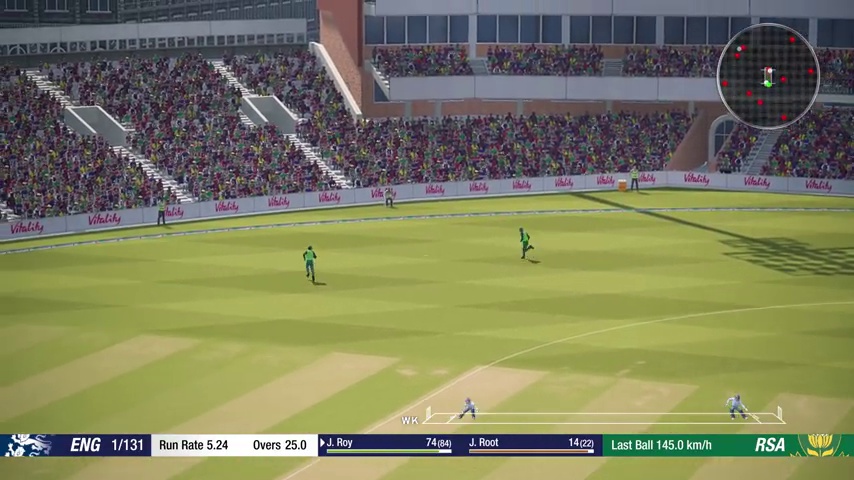 Vitality Vitality Vitality Vitality Vitality Vitality Vitality Vitality Vitality Vitality Vitality Vitality Vitality
WK
ENG 1/131 Run Rate 5.24 Overs 25.0 J. Roy 74(84) J. Root 14(22) Last Ball 145.0 km/h RSA